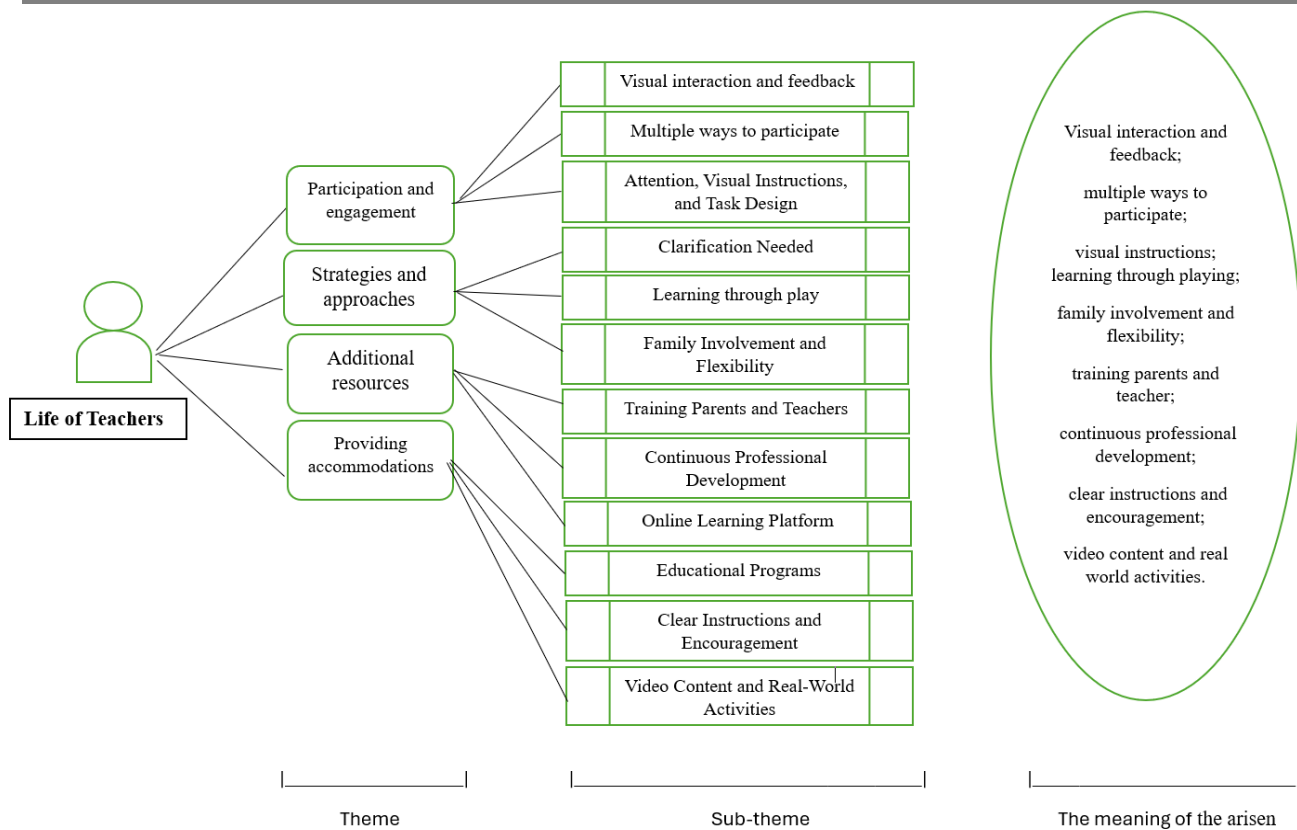 Life of Teachers
Participation and
engagement
Strategies and
approaches
Additional
resources
Providing
accommodations
Visual interaction and feedback
Multiple ways to participate
Attention, Visual Instructions,
and Task Design
Clarification Needed
Learning through play
Family Involvement and
Flexibility
Training Parents and Teachers
Continuous Professional
Development
Online Learning Platform
Educational Programs
Clear Instructions and
Encouragement
Video Content and Real-World
Activities
Visual interaction and
feedback;
multiple ways to
participate;
visual instructions;
learning through playing;
family involvement and
flexibility;
training parents and
teacher;
continuous professional
development;
clear instructions and
encouragement;
video content and real
world activities.
Theme
Sub-theme
The meaning of the arisen